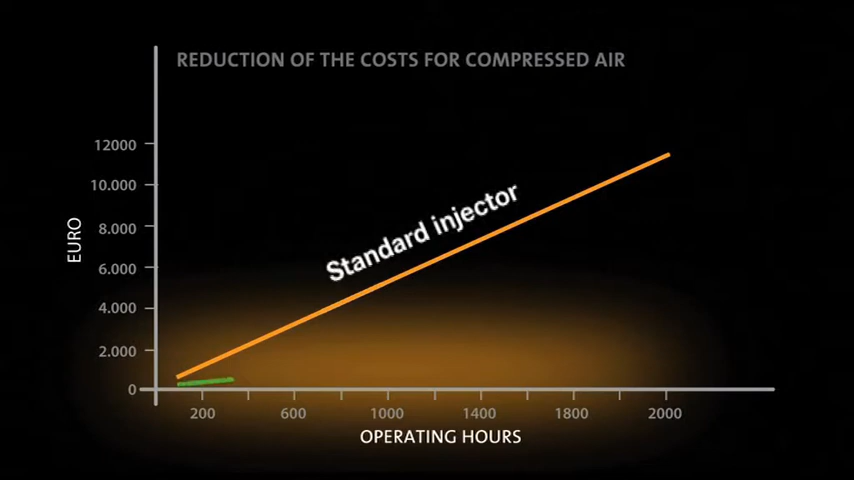 REDUCTION OF THE COSTS FOR COMPRESSED AIR
12000
10.000
8.000
6.000
4.000
2.000
0
EURO
Standard injector
200 600 1000 1400 1800 2000
OPERATING HOURS